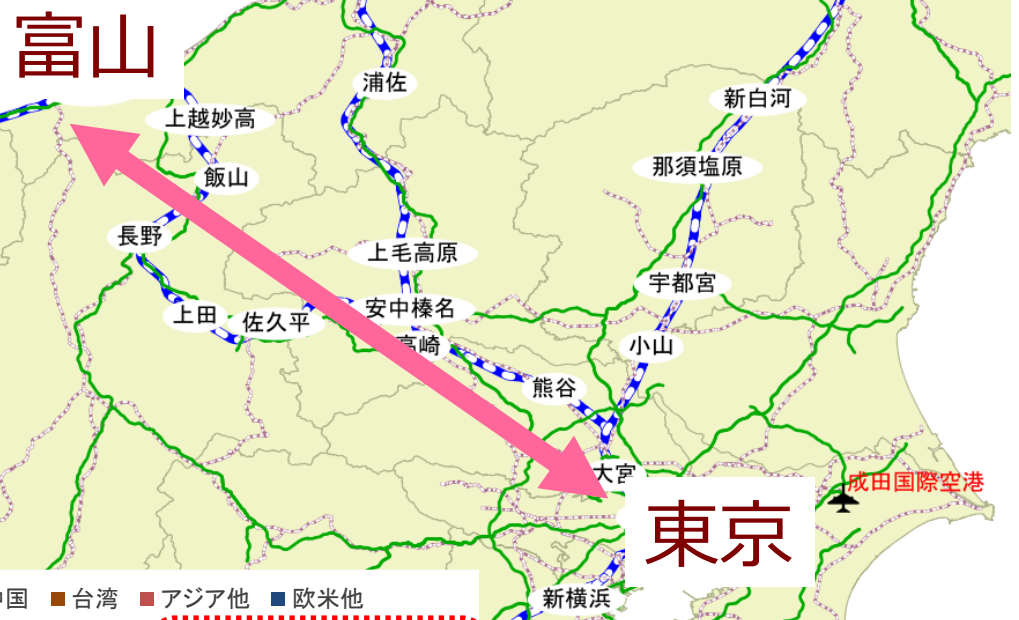 富山
浦佐
新白河
上越妙高
那須塩原
飯山
長野
上毛高原
宇都宮
安中榛名
上田
佐久平
高崎
小山
熊谷
大宮
成田国際空港
東京
中国 台湾 アジア他 欧米他
新横浜